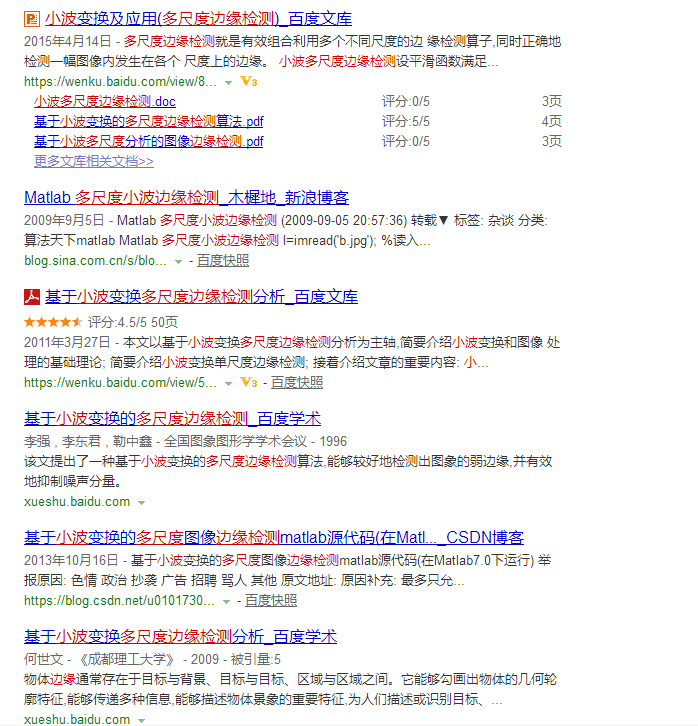 小波变换及应用(多尺度边缘检测)_百度文库
2015年4月14日 - 多尺度边缘检测就是有效组合利用多个不同尺度的边 缘检测算子,同时正确地
检测一幅图像内发生在各个 尺度上的边缘。 小波多尺度边缘检测设平滑函数满足...
https://wenku.baidu.com/view/8... V3
小波多尺度边缘检测.doc 评分:0/5 3页
基于小波变换的多尺度边缘检测算法.pdf 评分:5/5 4页
基于小波多尺度分析的图像边缘检测.pdf 评分:0/5 3页
更多文库相关文档>>
Matlab 多尺度小波边缘检测_木樨地_新浪博客
2009年9月5日 - Matlab 多尺度小波边缘检测 (2009-09-05 20:57:36) 转载▼ 标签: 杂谈 分类:
算法天下matlab Matlab 多尺度小波边缘检测 I=imread('b.jpg'); %读入...
blog.sina.com.cn/s/blo... - 百度快照
基于小波变换多尺度边缘检测分析_百度文库
评分:4.5/5 50页
2011年3月27日 - 本文以基于小波变换多尺度边缘检测分析为主轴,简要介绍小波变换和图像 处
理的基础理论; 简要介绍小波变换单尺度边缘检测; 接着介绍文章的重要内容: 小...
https://wenku.baidu.com/view/5... V3 - 百度快照
基于小波变换的多尺度边缘检测_百度学术
李强 , 李东君 , 勒中鑫 - 全国图象图形学学术会议 - 1996
该文提出了一种基于小波变换的多尺度边缘检测算法,能够较好地检测出图象的弱边缘,并有效
地抑制噪声分量。
xueshu.baidu.com
基于小波变换的多尺度图像边缘检测matlab源代码(在Matl..._CSDN博客
2013年10月16日 - 基于小波变换的多尺度图像边缘检测matlab源代码(在Matlab7.0下运行) 举
报原因: 色情 政治 抄袭 广告 招聘 骂人 其他 原文地址: 原因补充: 最多只允...
https://blog.csdn.net/u0101730... - 百度快照
基于小波变换多尺度边缘检测分析_百度学术
何世文 - 《成都理工大学》 - 2009 - 被引量:5
物体边缘通常存在于目标与背景、目标与目标、区域与区域之间。它能够勾画出物体的几何轮
廓特征,能够传递多种信息,能够描述物体景象的重要特征,为人们描述或识别目标、...
xueshu.baidu.com